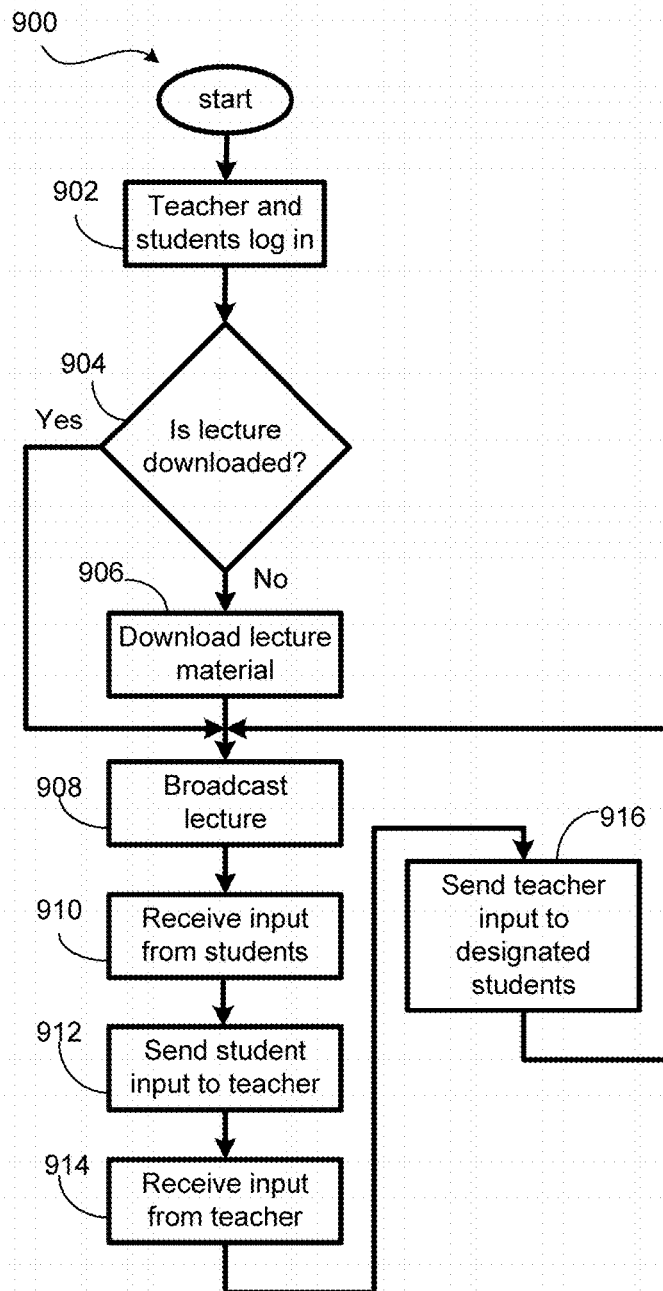 900
start
902
Teacher and
students log in
904
Yes
Is lecture
downloaded?
906
No
Download lecture
material
908
Broadcast
lecture
916
Send teacher
input to
designated
students
910
Receive input
from students
912
Send student
input to teacher
914
Receive input
from teacher